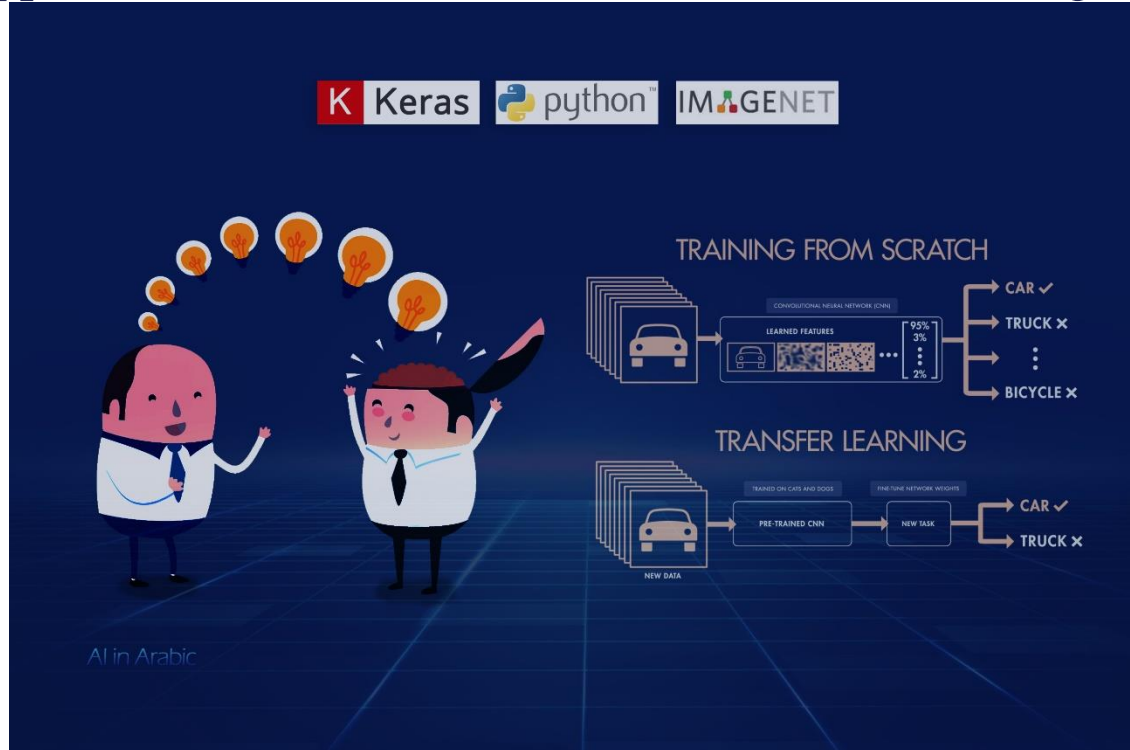 K Keras
python™
IMAGENET
TRAINING FROM SCRATCH
CONVOLUTIONAL NEURAL NETWORK (CNN)
LEARNED FEATURES
95%
3%
2%
CAR ✓
TRUCK ×
BICYCLE ×
TRANSFER LEARNING
TRAINED ON CATS AND DOGS
FINE-TUNE NETWORK WEIGHTS
PRE-TRAINED CNN
NEW TASK
CAR ✓
TRUCK ×
NEW DATA
AI in Arabic